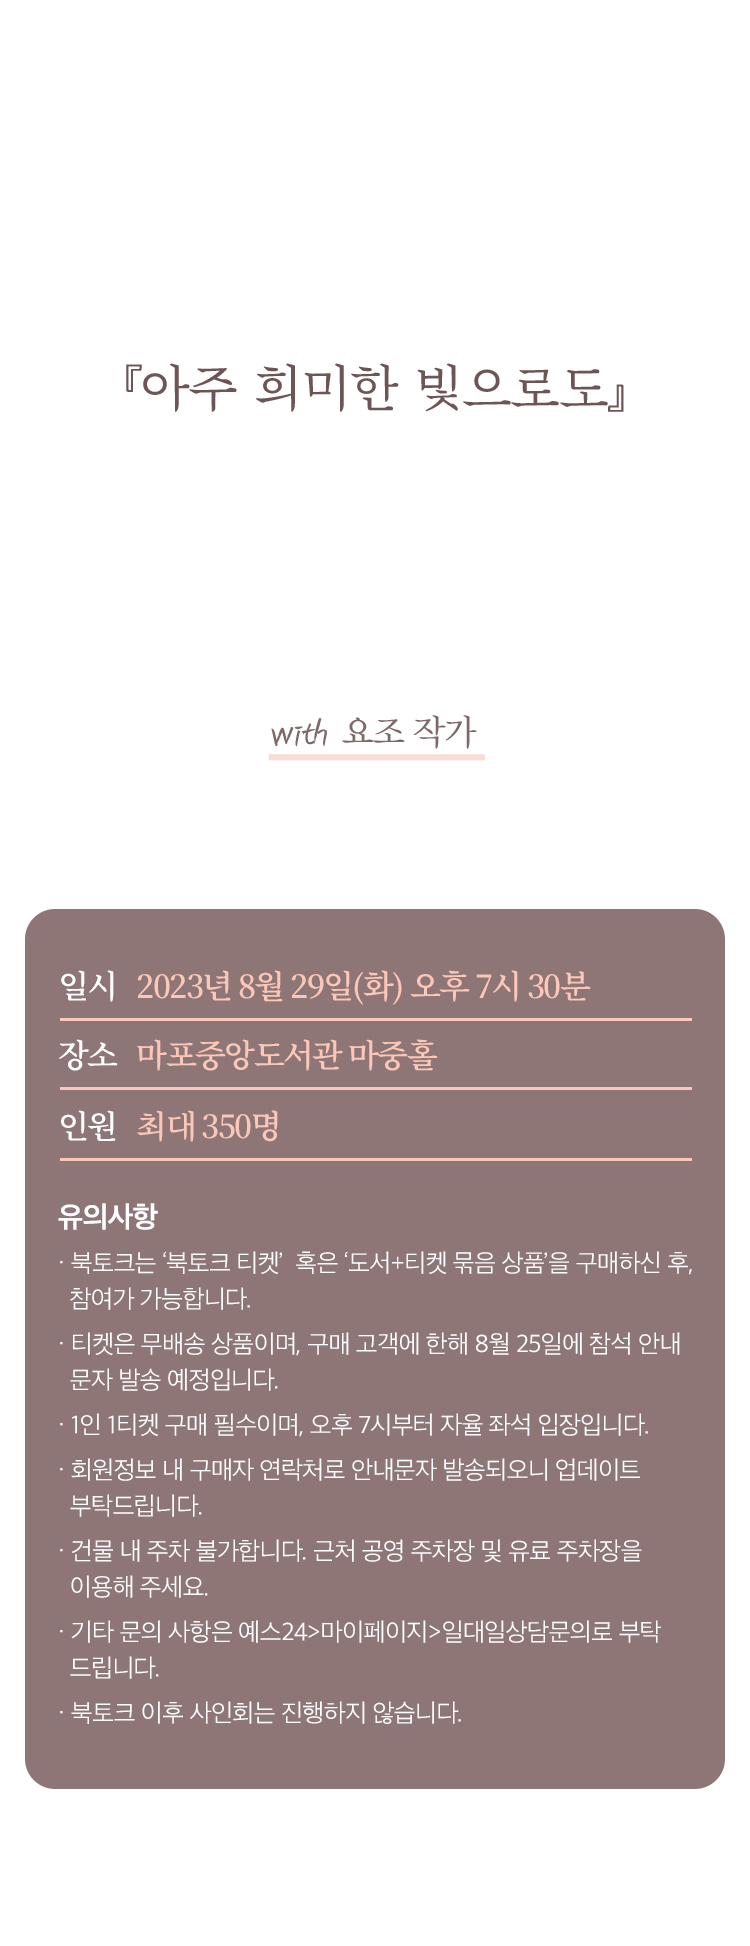 『아주 희미한 빛으로도』
with 요조 작가
일시 2023년 8월 29일(화) 오후 7시 30분
장소 마포중앙도서관 마중홀
인원 최대 350명
유의사항
· 북토크는 ‘북토크 티켓’ 혹은 ‘도서+티켓 묶음 상품’을 구매하신 후,
참여가 가능합니다.
· 티켓은 무배송 상품이며, 구매 고객에 한해 8월 25일에 참석 안내
문자 발송 예정입니다.
· 1인 1티켓 구매 필수이며, 오후 7시부터 자율 좌석 입장입니다.
· 회원정보 내 구매자 연락처로 안내문자 발송되오니 업데이트
부탁드립니다.
· 건물 내 주차 불가합니다. 근처 공영 주차장 및 유료 주차장을
이용해 주세요.
· 기타 문의 사항은 예스24>마이페이지>일대일상담문의로 부탁
드립니다.
· 북토크 이후 사인회는 진행하지 않습니다.